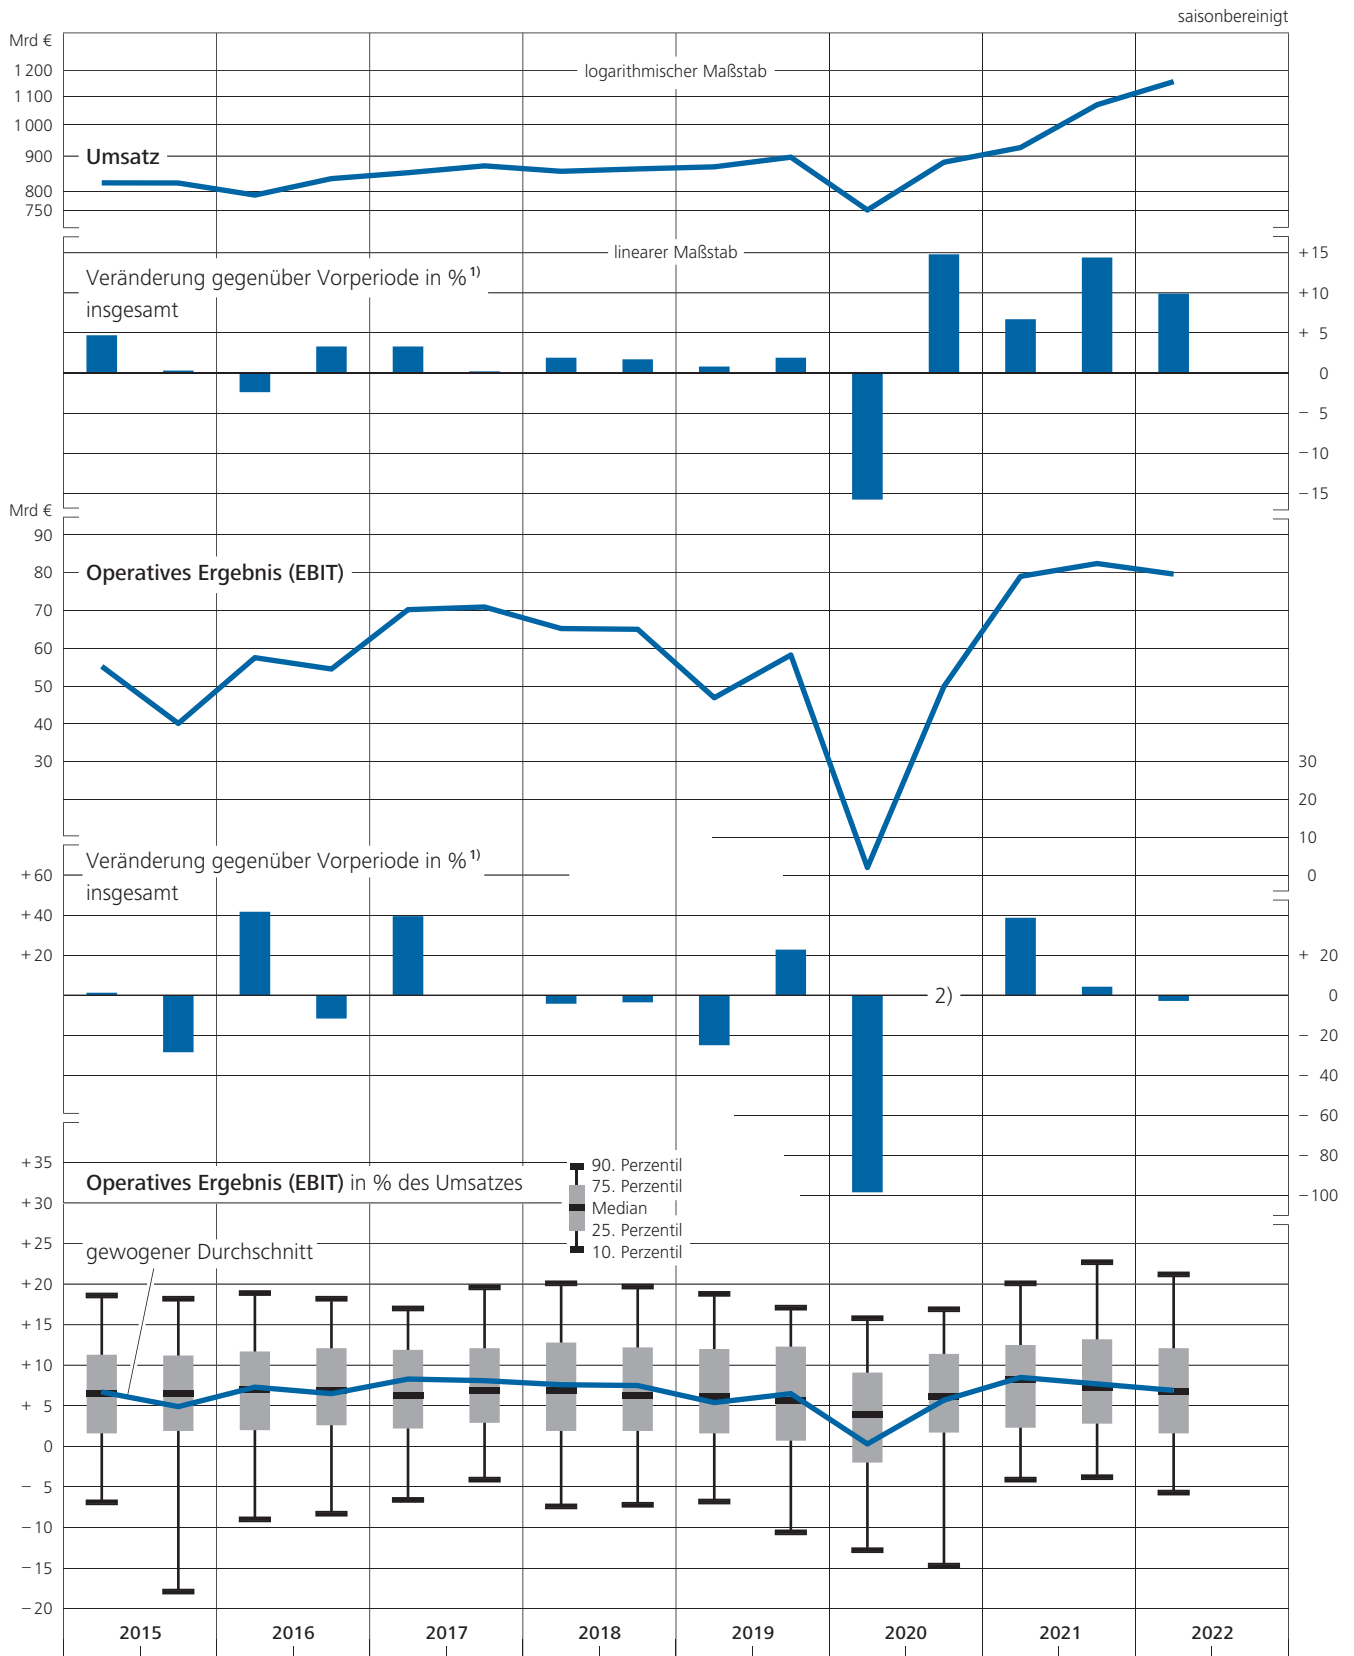 saisonbereinigt
Mrd €
logarithmischer Maßstab
1 200
1 100
1 000
900
Umsatz
800
750
linearer Maßstab
+ 15
Veränderung gegenüber Vorperiode in % 1)
insgesamt
+ 10
+ 5
0
− 5
− 10
− 15
Mrd €
90
80
Operatives Ergebnis (EBIT)
70
60
50
40
30
30
20
10
0
Veränderung gegenüber Vorperiode in % 1)
insgesamt
+ 60
+ 40
+ 20
+ 20
2)
0
− 20
− 40
− 60
− 80
− 100
+ 35
90. Perzentil
Operatives Ergebnis (EBIT) in % des Umsatzes
75. Perzentil
+ 30
Median
25. Perzentil
10. Perzentil
+ 25
gewogener Durchschnitt
+ 20
+ 15
+ 10
+ 5
0
− 5
− 10
− 15
− 20
2015 2016 2017 2018 2019 2020 2021 2022